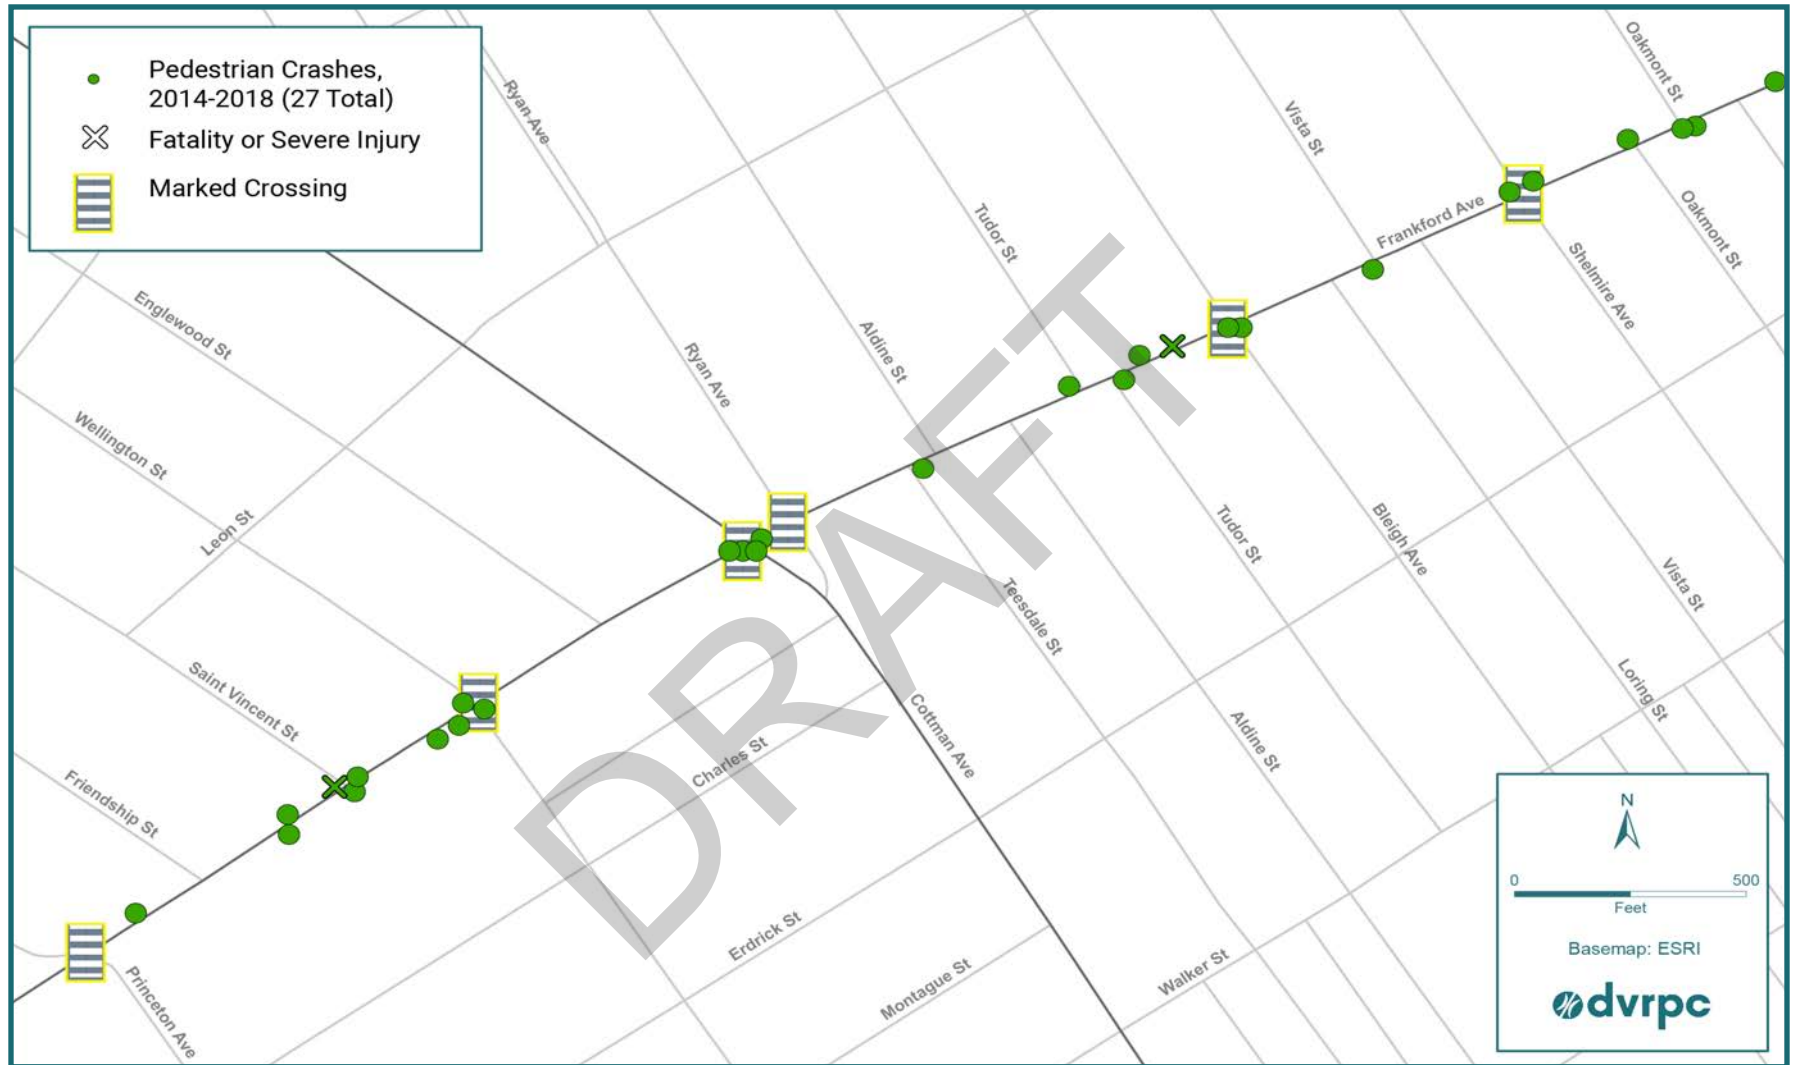 Pedestrian Crashes,
2014-2018 (27 Total)
Fatality or Severe Injury
Marked Crossing
Ryan Ave
Oakmont St
Vista St
Tudor St
Frankford Ave
Oakmont St
Shelmire Ave
Englewood St
Aldine St
Ryan Ave
Wellington St
Leon St
Tudor St
Bleigh Ave
Vista St
Teesdale St
Saint Vincent St
Loring St
Cottman Ave
Aldine St
Charles St
Friendship St
Erdrick St
Montague St
Walker St
Princeton Ave
DRAFT
N
0 500
Feet
Basemap: ESRI
dvrpc